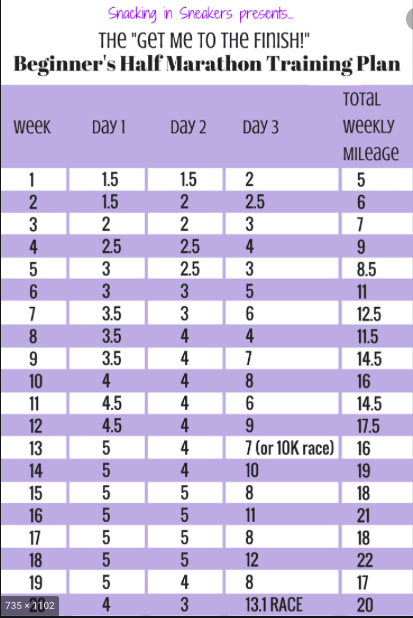 Snacking in Sneakers presents...
THE "GET ME TO THE FINISH!"
Beginner's Half Marathon Training Plan
Week Day 1 Day 2 Day 3 Total Weekly Mileage
1 1.5 1.5 2 5
2 1.5 2 2.5 6
3 2 2 3 7
4 2.5 2.5 4 9
5 3 2.5 3 8.5
6 3 3 5 11
7 3.5 3 6 12.5
8 3.5 4 4 11.5
9 3.5 4 7 14.5
10 4 4 8 16
11 4.5 4 6 14.5
12 4.5 4 9 17.5
13 5 4 7 (or 10K race) 16
14 5 4 10 19
15 5 5 8 18
16 5 5 11 21
17 5 5 8 18
18 5 5 12 22
19 5 4 8 17
20 4 3 13.1 RACE 20
735 × 1102